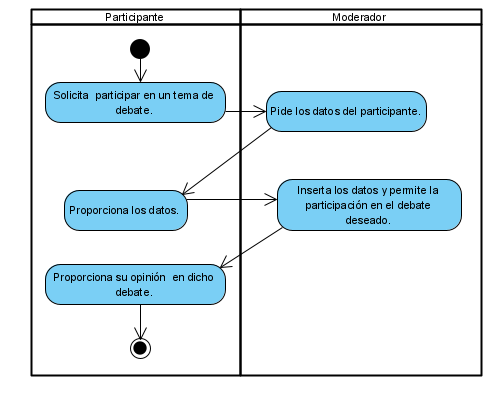 Participante
Moderador
Solicita participar en un tema de
debate.
Pide los datos del participante.
Proporciona los datos.
Inserta los datos y permite la
participación en el debate
deseado.
Proporciona su opinión en dicho
debate.